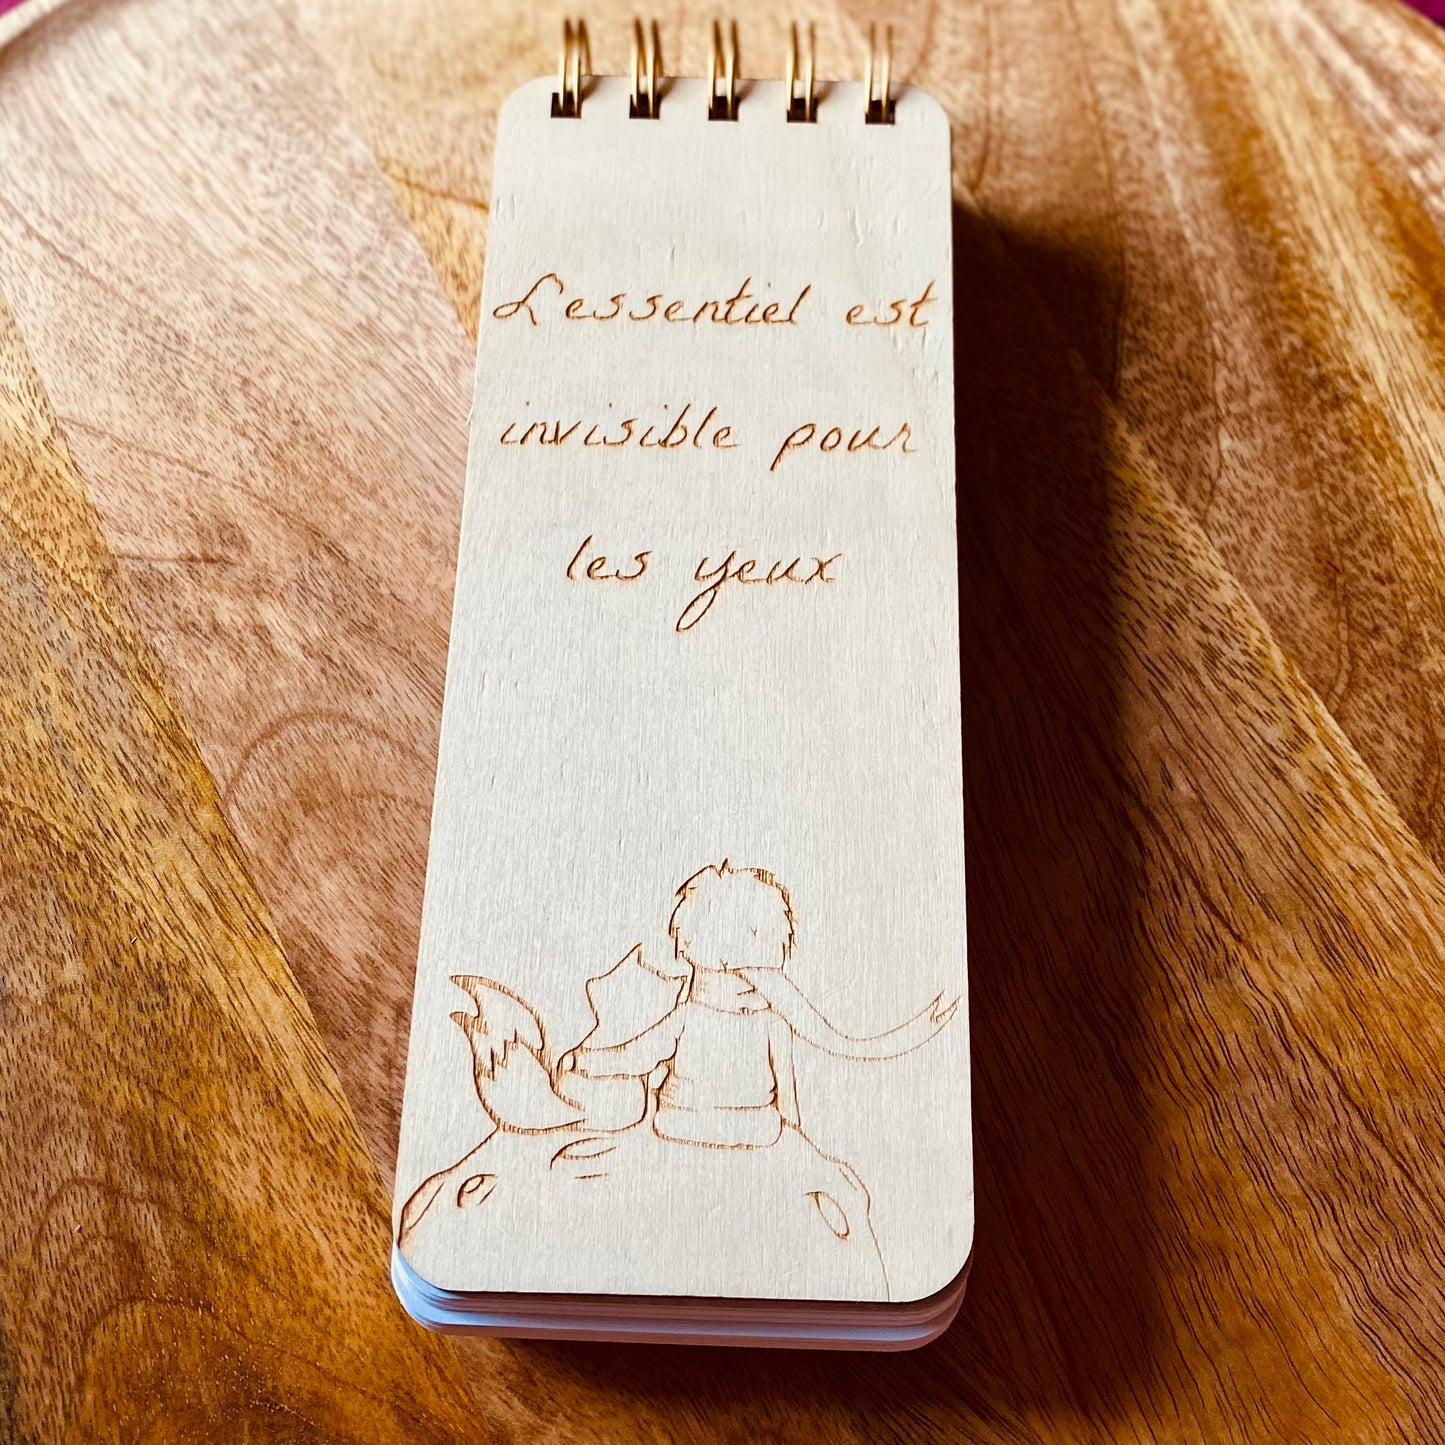 L'essentiel est
invisible pour
les yeux